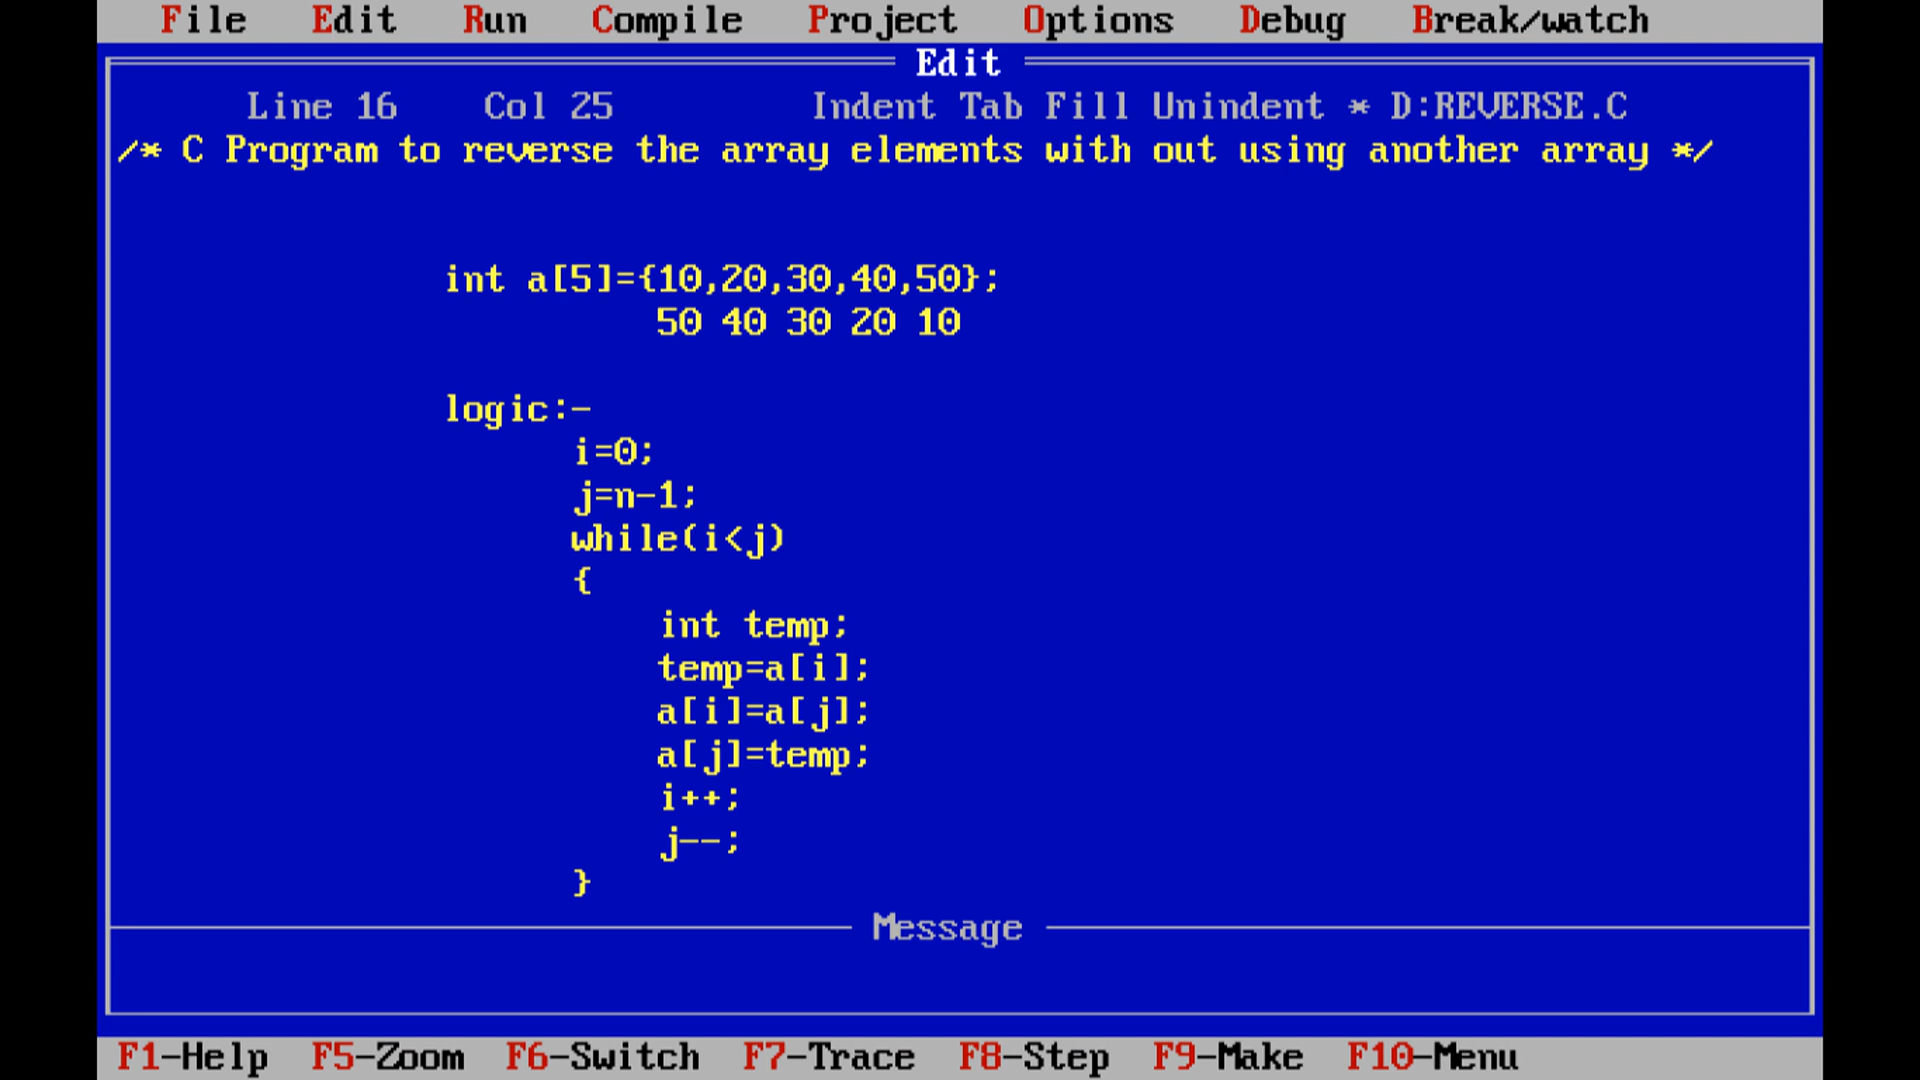 File Edit Run Compile Project Options Debug Break/watch
Edit
Line 16 Col 25 Indent Tab Fill Unindent * D:REVERSE.C
/* C Program to reverse the array elements with out using another array */
int a[5]={10,20,30,40,50};
50 40 30 20 10
logic:-
i=0;
j=n-1;
while(i<j)
{
int temp;
temp=a[i];
a[i]=a[j];
a[j]=temp;
i++;
j--;
}
Message
F1-Help F5-Zoom F6-Switch F7-Trace F8-Step F9-Make F10-Menu